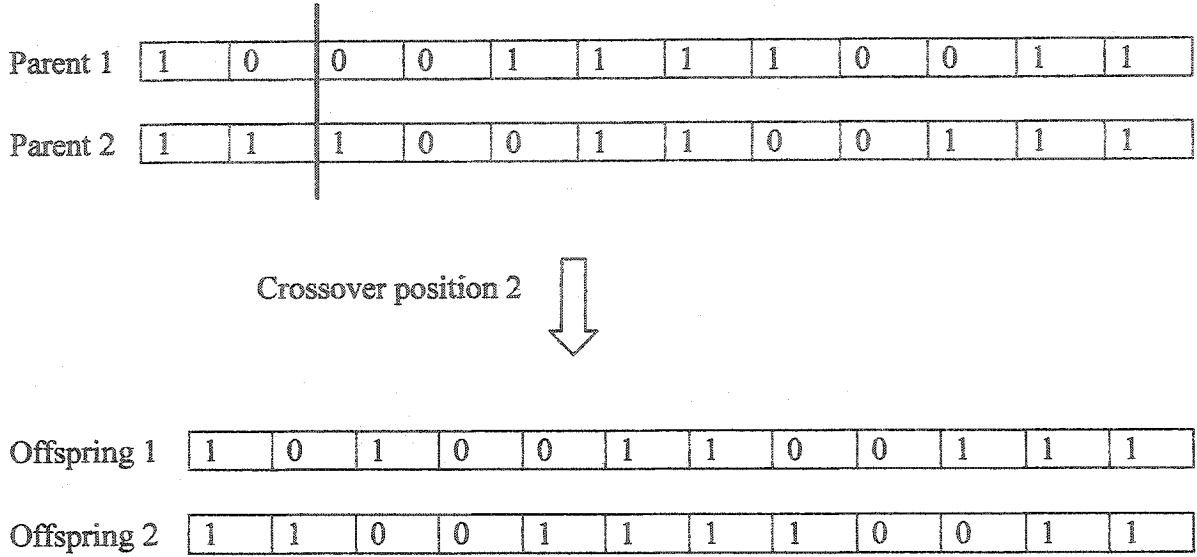 Parent 1 1 0 0 0 1 1 1 1 0 0 1 1
Parent 2 1 1 1 0 0 1 1 0 0 1 1 1
Crossover position 2
Offspring 1 1 0 1 0 0 1 1 0 0 1 1 1
Offspring 2 1 1 0 0 1 1 1 1 0 0 1 1